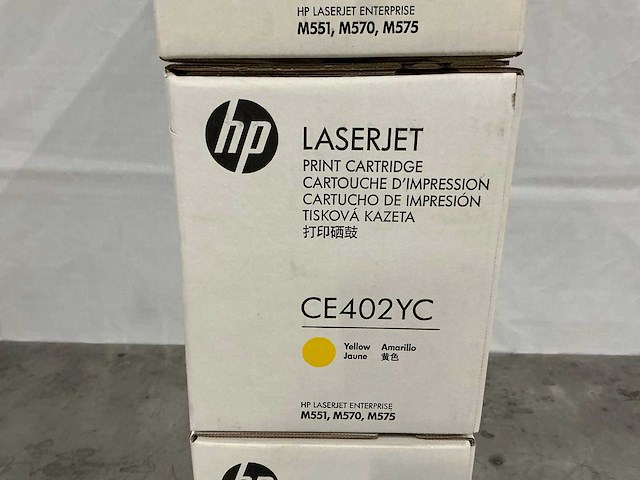 HP LASERJET ENTERPRISE
M551, M570, M575
hp
LASERJET
PRINT CARTRIDGE
CARTOUCHE D'IMPRESSION
CARTUCHO DE IMPRESIÓN
TISKOVÁ KAZETA
打印硒鼓
CE402YC
Yellow Amarillo
Jaune 黄色
HP LASERJET ENTERPRISE
M551, M570, M575
hp